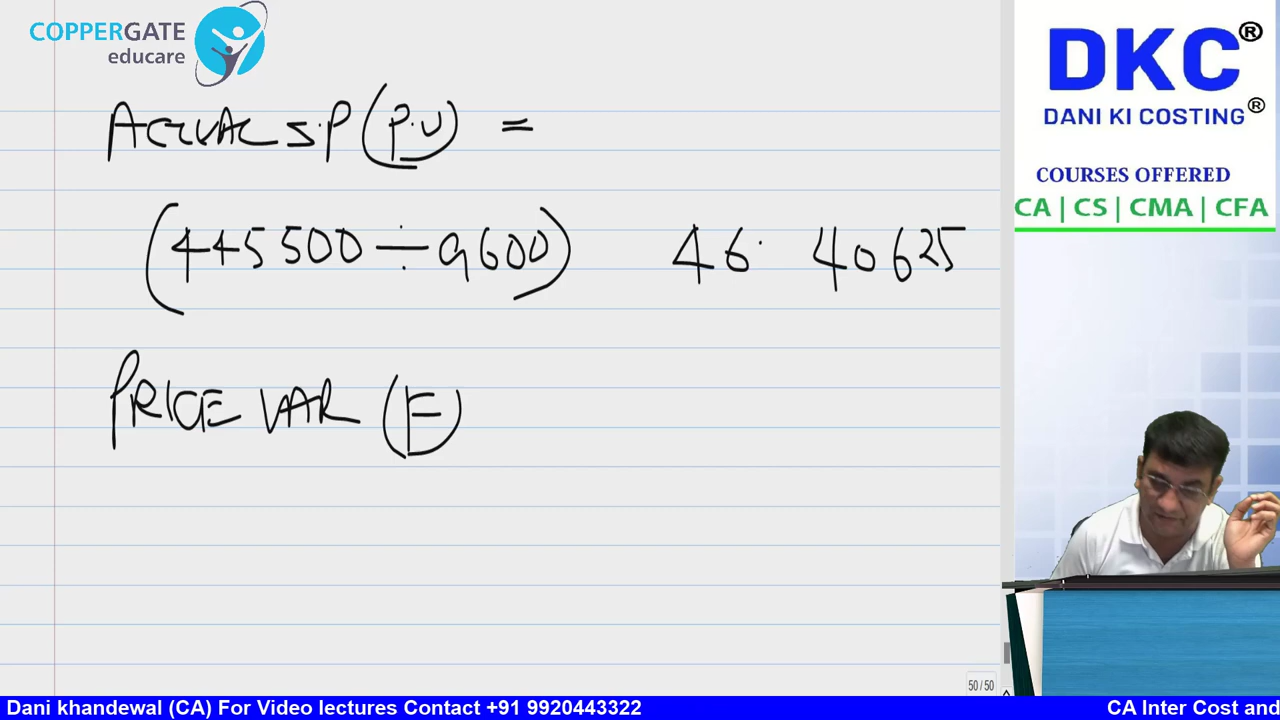 COPPERGATE
educare
ACTUAL S.P (P.U) =
(445500 ÷ 9600) 46. 40625
PRICE VAR (F)
50/50
DKC®
DANI KI COSTING®
COURSES OFFERED
CA | CS | CMA | CFA
Dani khandewal (CA) For Video lectures Contact +91 9920443322
CA Inter Cost and